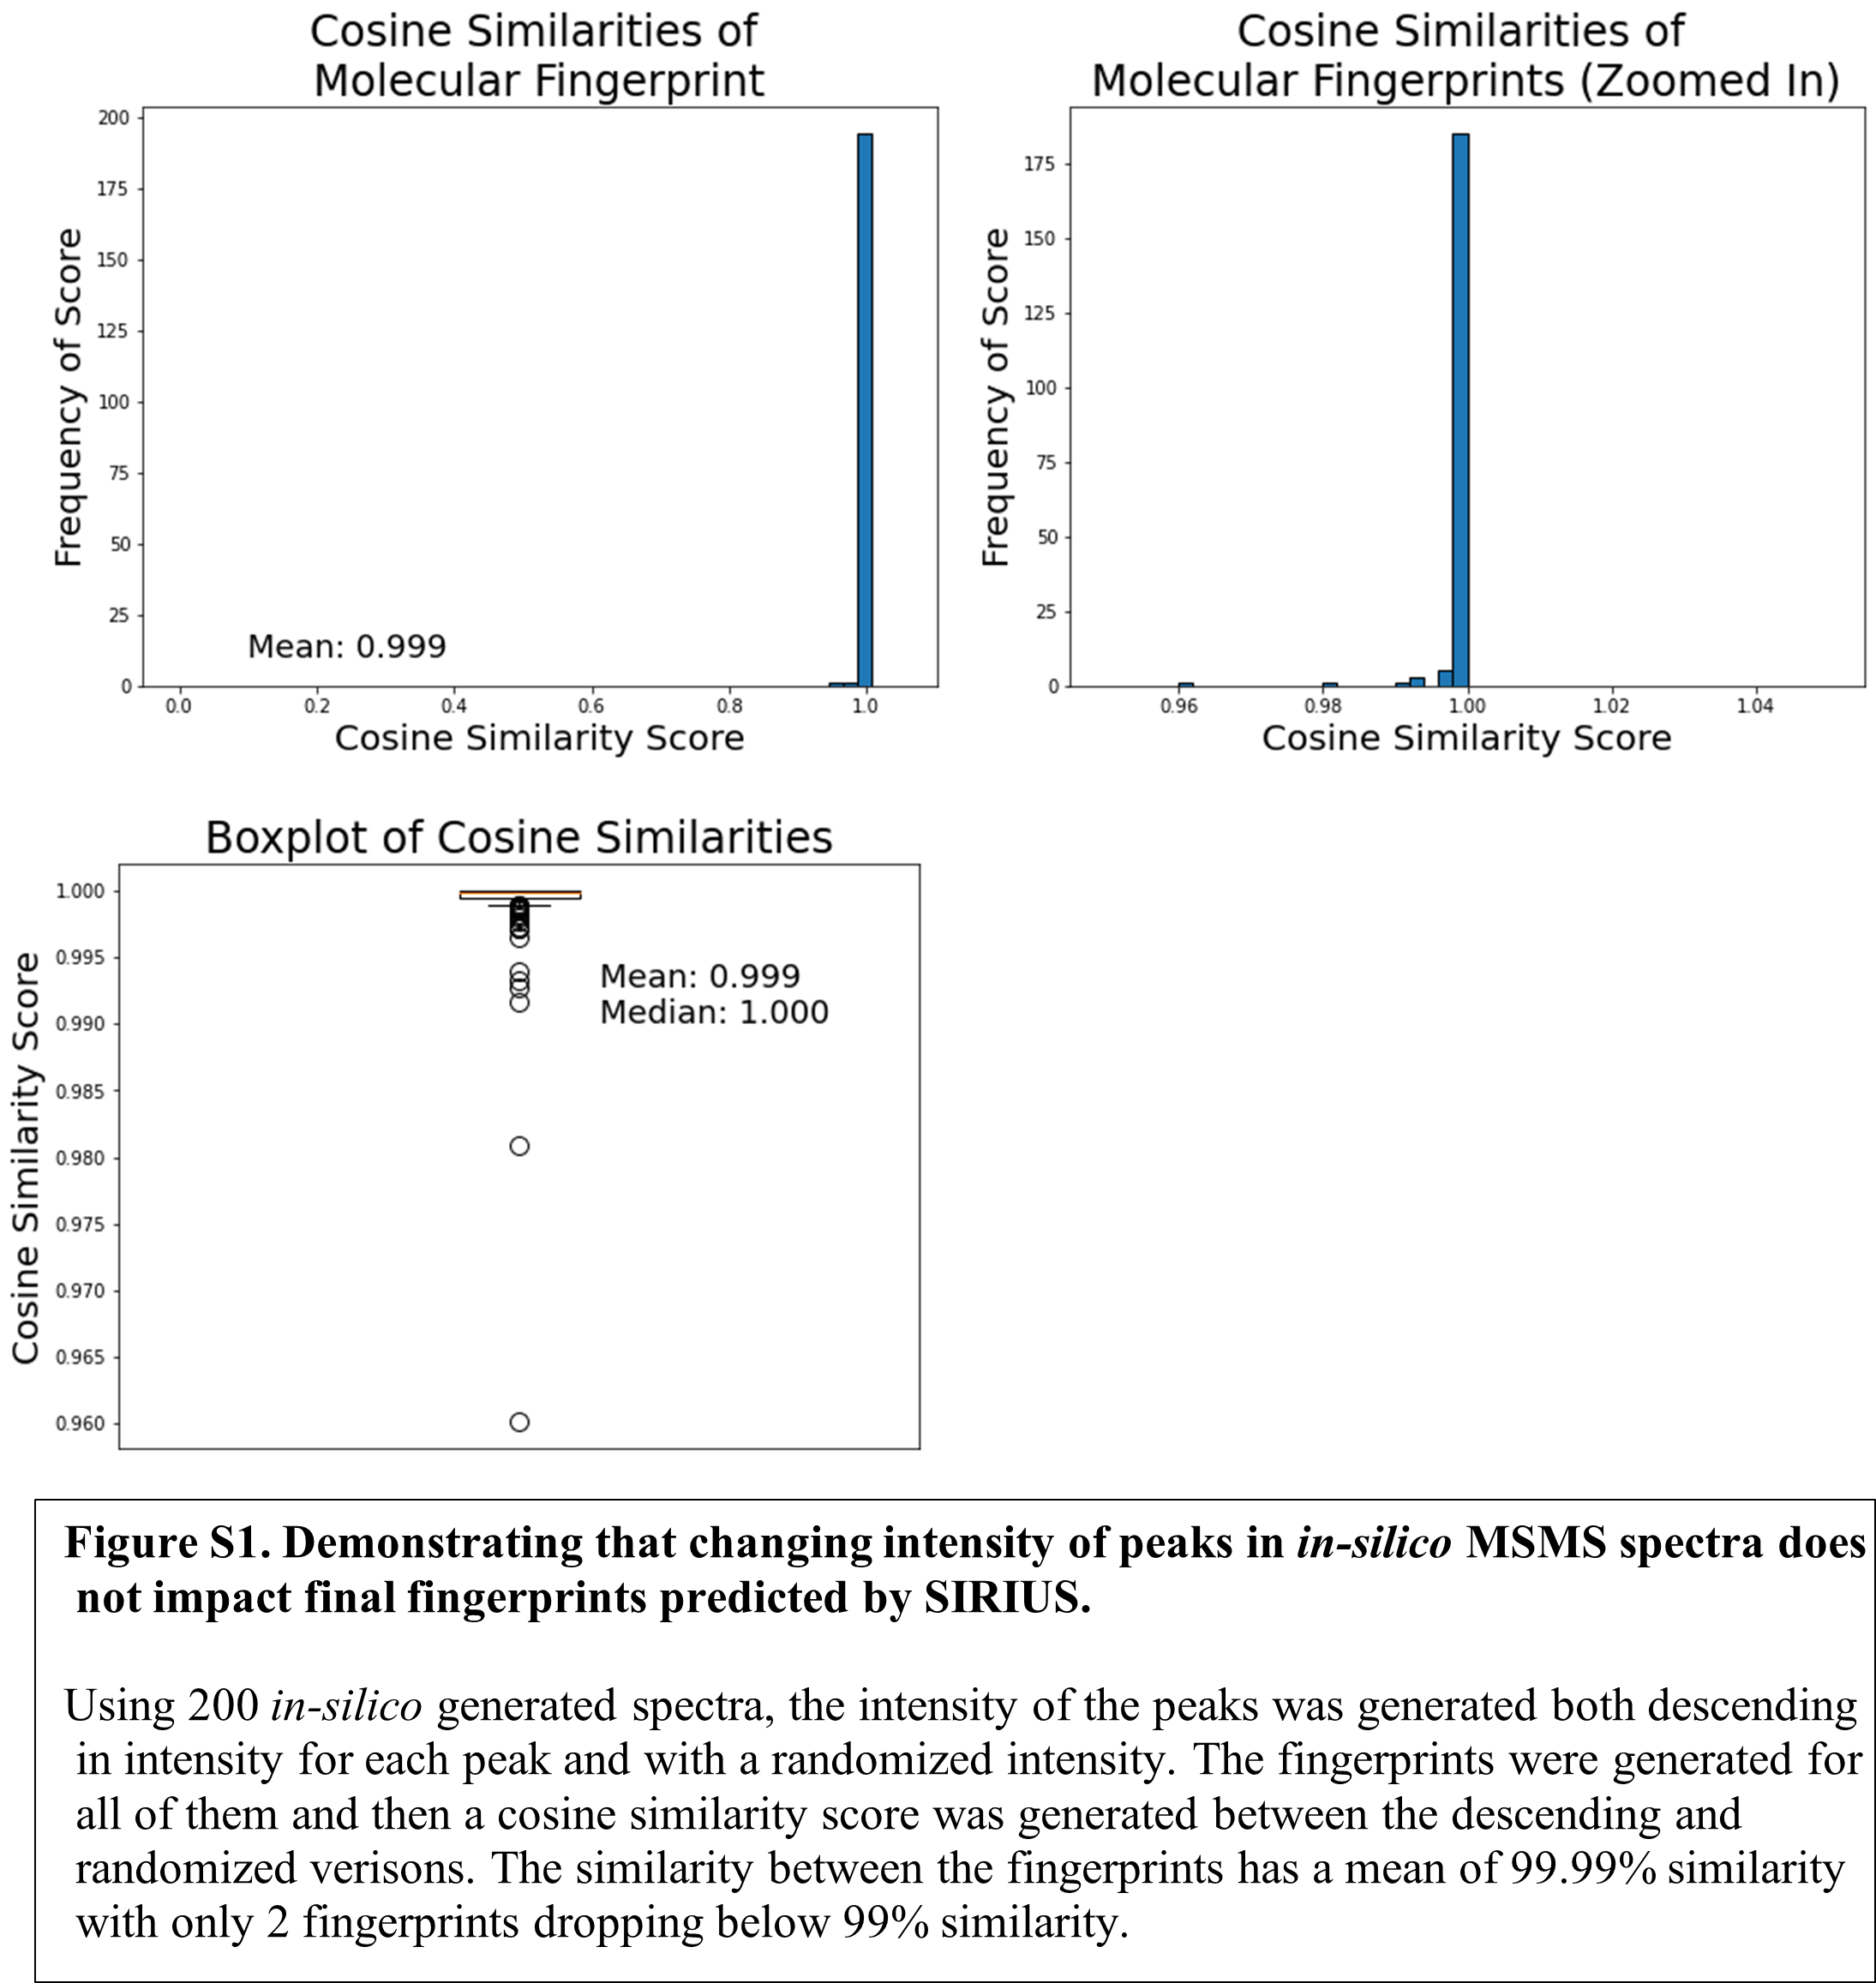 Cosine Similarities of
Molecular Fingerprint
200
175
150
125
100
75
50
25
0
Frequency of Score
Mean: 0.999
0.0 0.2 0.4 0.6 0.8 1.0
Cosine Similarity Score
Cosine Similarities of
Molecular Fingerprints (Zoomed In)
175
150
125
100
75
50
25
0
Frequency of Score
0.96 0.98 1.00 1.02 1.04
Cosine Similarity Score
Boxplot of Cosine Similarities
1.000
0.995
0.990
0.985
0.980
0.975
0.970
0.965
0.960
Cosine Similarity Score
Mean: 0.999
Median: 1.000
Figure S1. Demonstrating that changing intensity of peaks in in-silico MSMS spectra does
not impact final fingerprints predicted by SIRIUS.
Using 200 in-silico generated spectra, the intensity of the peaks was generated both descending
in intensity for each peak and with a randomized intensity. The fingerprints were generated for
all of them and then a cosine similarity score was generated between the descending and
randomized verisons. The similarity between the fingerprints has a mean of 99.99% similarity
with only 2 fingerprints dropping below 99% similarity.